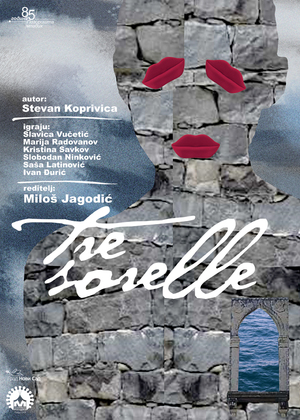 85
autor:
Stevan Koprivica
igraju:
Slavica Vučetić
Marija Radovanov
Kristina Savkov
Slobodan Ninković
Saša Latinović
Ivan Đurić
reditelj:
Miloš Jagodić
Tre
sorelle